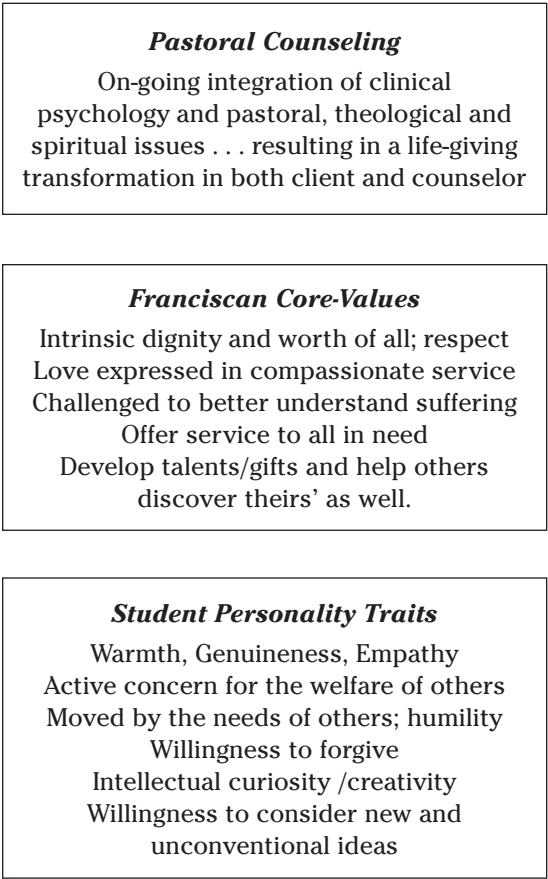 Pastoral Counseling
On-going integration of clinical
psychology and pastoral, theological and
spiritual issues . . . resulting in a life-giving
transformation in both client and counselor
Franciscan Core-Values
Intrinsic dignity and worth of all; respect
Love expressed in compassionate service
Challenged to better understand suffering
Offer service to all in need
Develop talents/gifts and help others
discover theirs’ as well.
Student Personality Traits
Warmth, Genuineness, Empathy
Active concern for the welfare of others
Moved by the needs of others; humility
Willingness to forgive
Intellectual curiosity /creativity
Willingness to consider new and
unconventional ideas